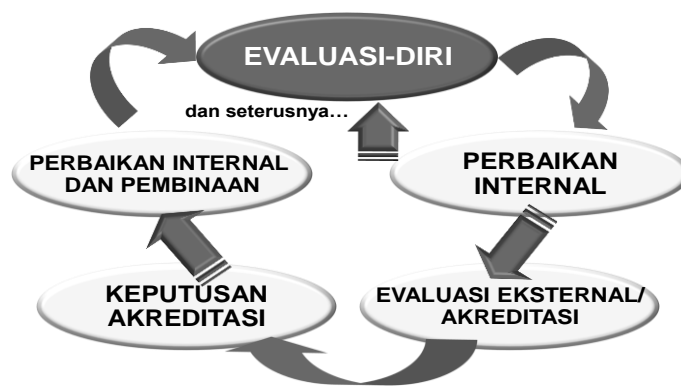 EVALUASI-DIRI
dan seterusnya...
PERBAIKAN
INTERNAL
EVALUASI EKSTERNAL/
AKREDITASI
KEPUTUSAN
AKREDITASI
PERBAIKAN INTERNAL
DAN PEMBINAAN